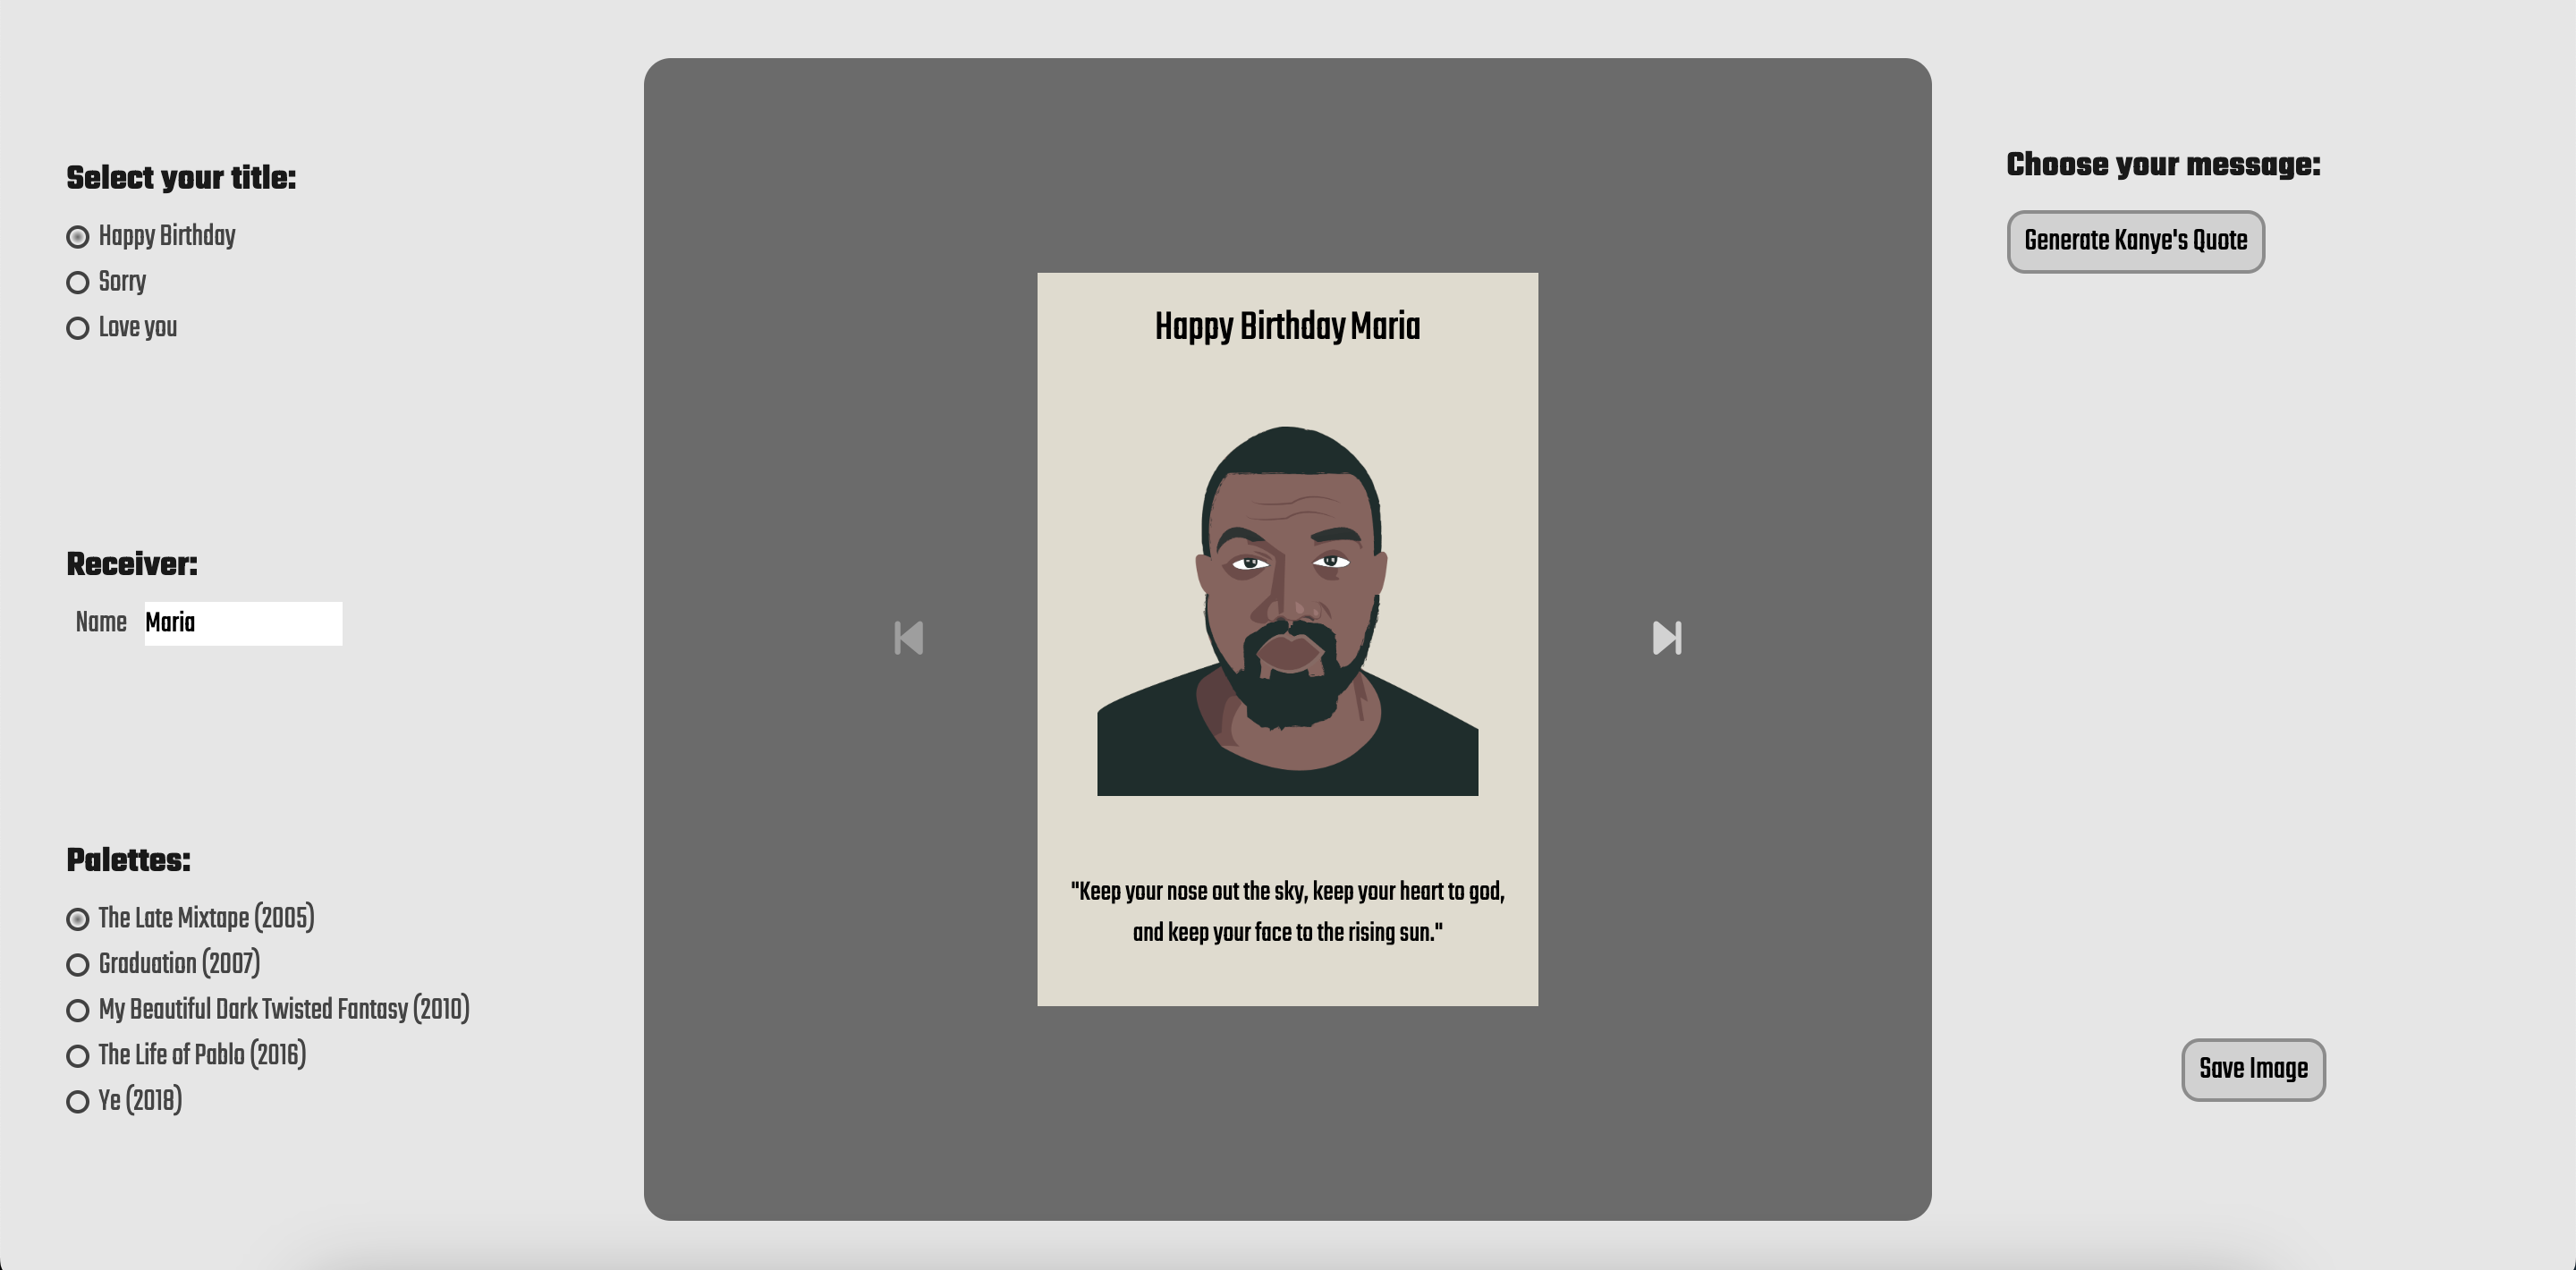 Select your title:
Happy Birthday
Sorry
Love you
Receiver:
Name Maria
Palettes:
The Late Mixtape (2005)
Graduation (2007)
My Beautiful Dark Twisted Fantasy (2010)
The Life of Pablo (2016)
Ye (2018)
Happy Birthday Maria
"Keep your nose out the sky, keep your heart to god,
and keep your face to the rising sun."
Choose your message:
Generate Kanye's Quote
Save Image